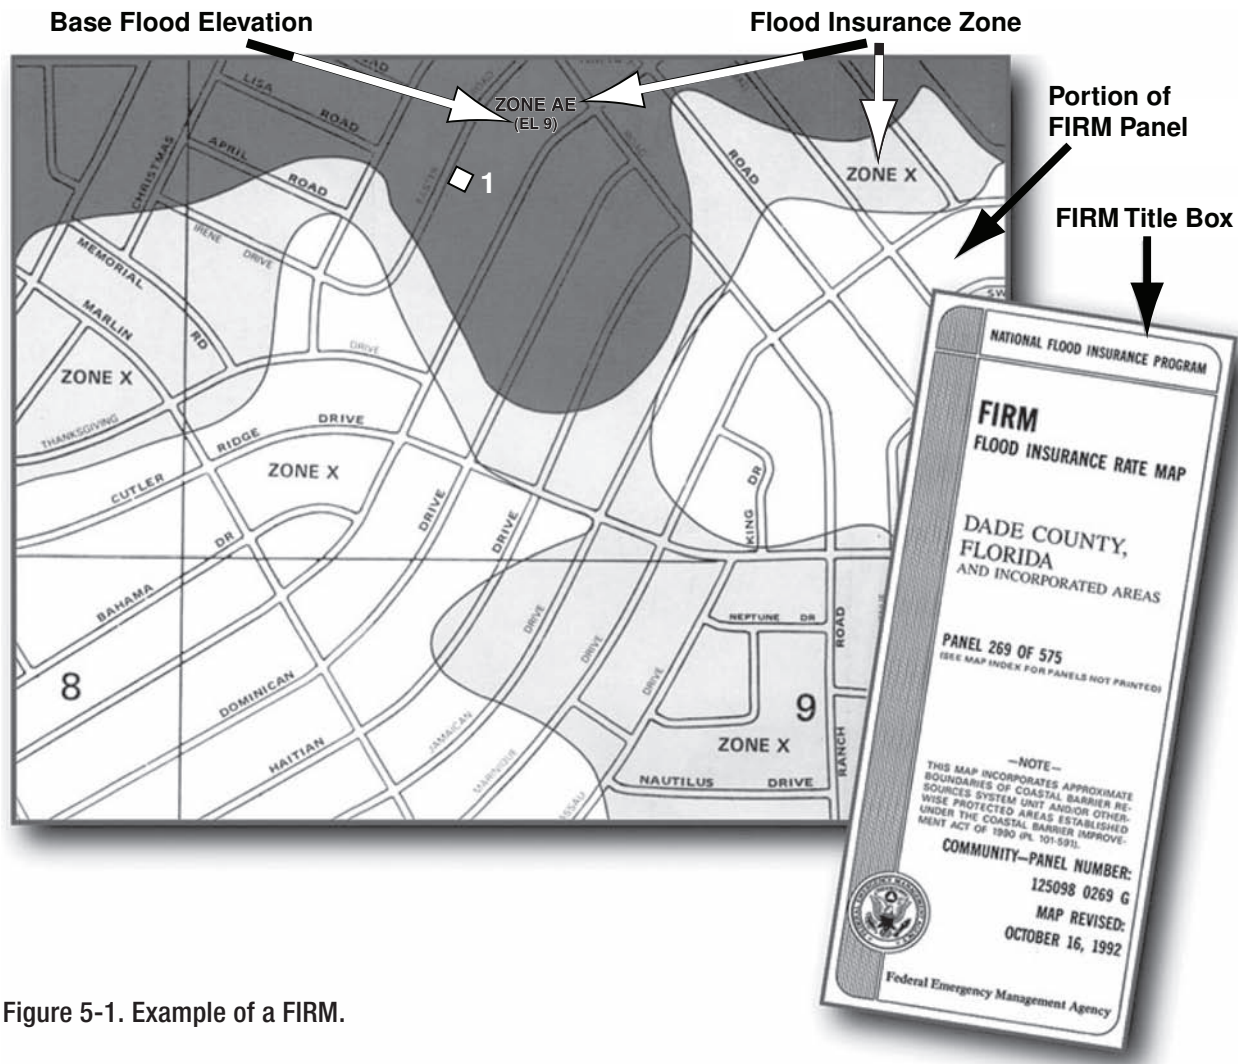 Base Flood Elevation
Flood Insurance Zone
Portion of
FIRM Panel
FIRM Title Box
LISA
ROAD
ROAD
ZONE AE
(EL 9)
CHRISTMAS
APRIL
ROAD
1
ROAD
ZONE X
IRENE
DRIVE
MEMORIAL
RD
MARLIN
DRIVE
ZONE X
THANKSGIVING
CUTLER
RIDGE
DRIVE
ZONE X
DRIVE
DRIVE
KING
DR
SW
BAHAMA
DR
DRIVE
DRIVE
DRIVE
NEPTUNE DR
ROAD
8
DOMINICAN
HAITIAN
JAMAICAN
MARINIQUE
9
ZONE X
RANCH
NAUTILUS DRIVE
NATIONAL FLOOD INSURANCE PROGRAM
FIRM
FLOOD INSURANCE RATE MAP
DADE COUNTY,
FLORIDA
AND INCORPORATED AREAS
PANEL 269 OF 575
(SEE MAP INDEX FOR PANELS NOT PRINTED)
—NOTE—
THIS MAP INCORPORATES APPROXIMATE
BOUNDARIES OF COASTAL BARRIER RE-
SOURCES SYSTEM UNIT AND/OR OTHER-
WISE PROTECTED AREAS ESTABLISHED
UNDER THE COASTAL BARRIER IMPROVE-
MENT ACT OF 1990 (PL 101-591).
COMMUNITY—PANEL NUMBER:
125098 0269 G
MAP REVISED:
OCTOBER 16, 1992
Federal Emergency Management Agency
Figure 5-1. Example of a FIRM.